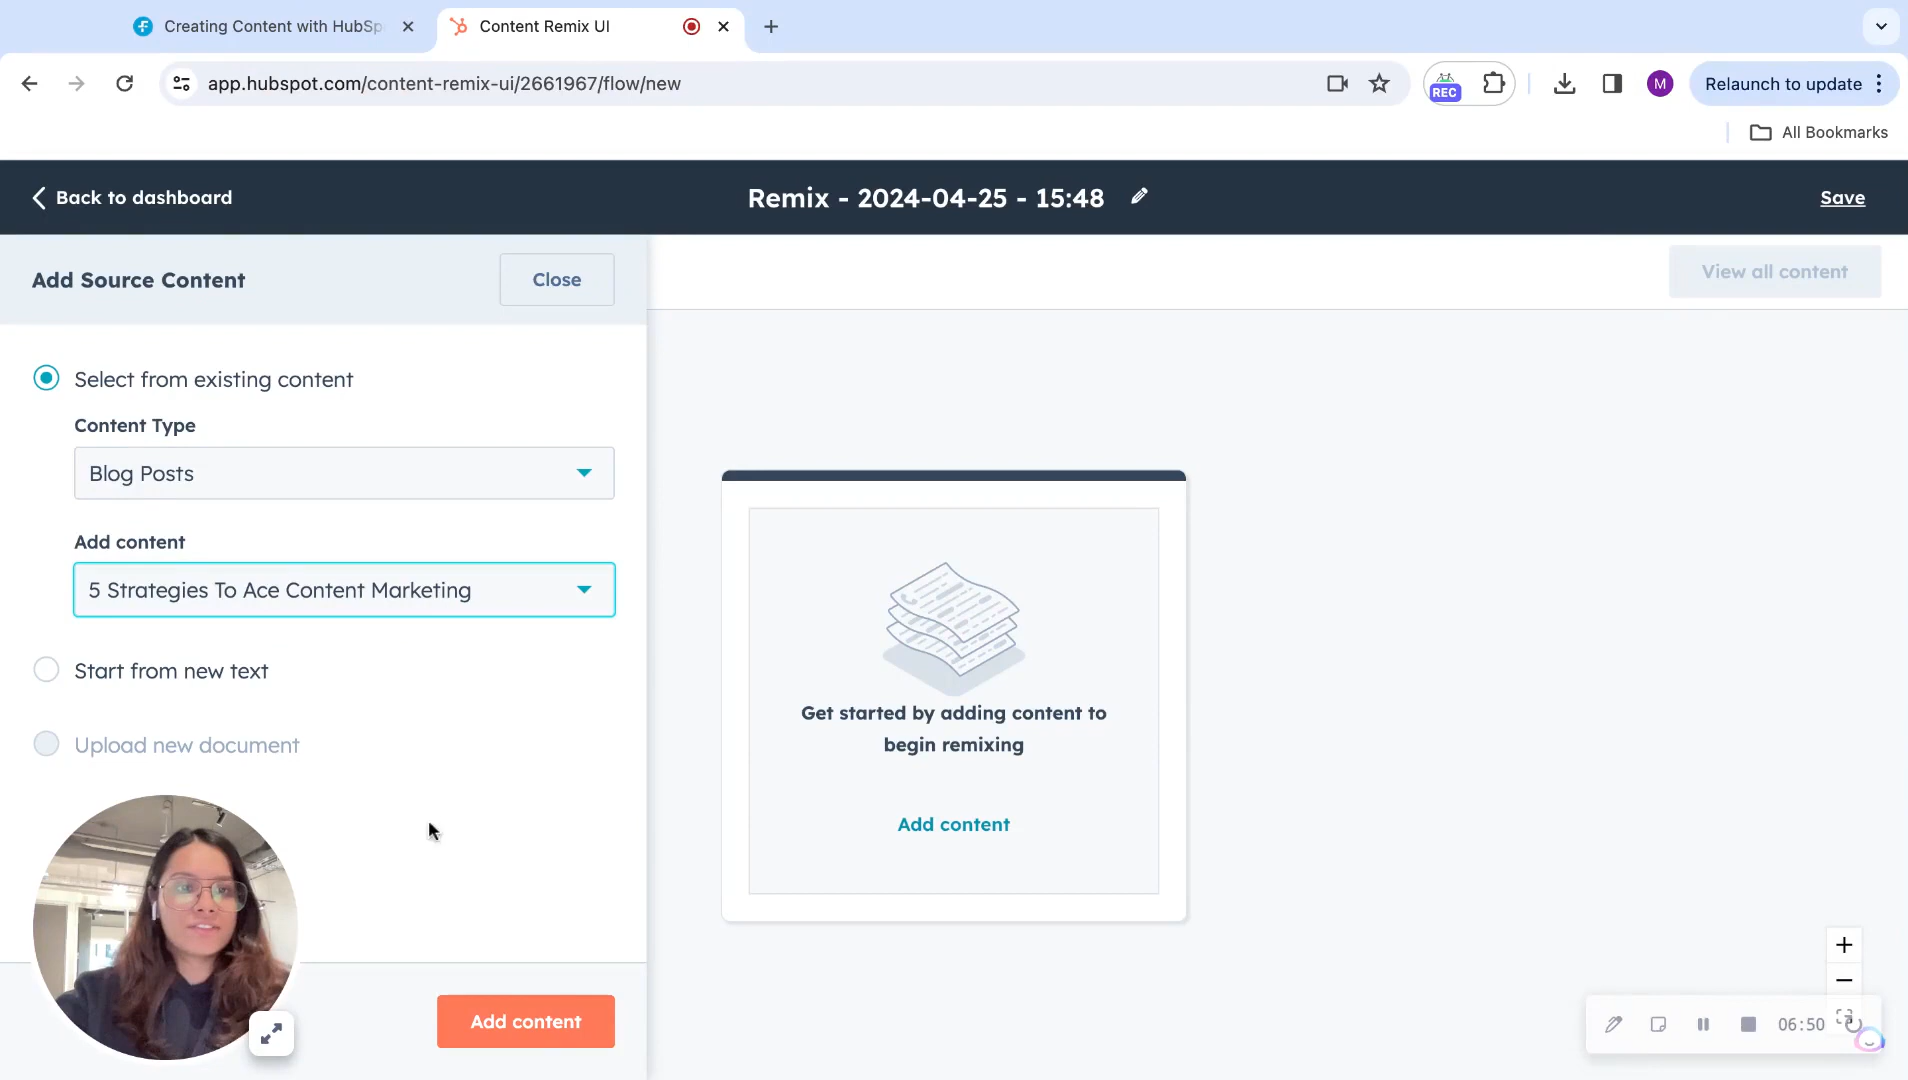 Creating Content with HubSp
Content Remix UI
app.hubspot.com/content-remix-ui/2661967/flow/new
REC
M
Relaunch to update
All Bookmarks
Back to dashboard
Remix - 2024-04-25 - 15:48
Save
Add Source Content
Close
View all content
Select from existing content
Content Type
Blog Posts
Add content
5 Strategies To Ace Content Marketing
Start from new text
Upload new document
Get started by adding content to
begin remixing
Add content
Add content
06:50